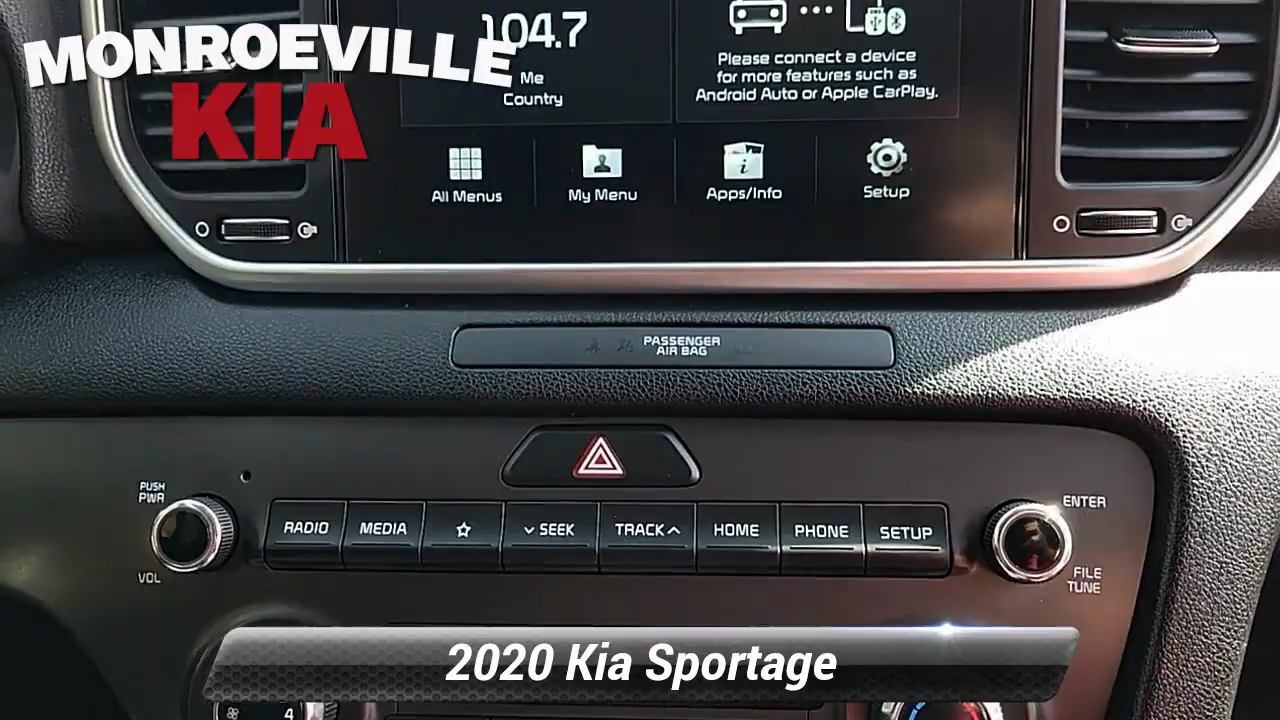 MONROEVILLE
KIA
104.7
Me
Country
Please connect a device
for more features such as
Android Auto or Apple CarPlay.
All Menus
My Menu
Apps/Info
Setup
PASSENGER
AIR BAG
PUSH
PWR
VOL
RADIO
MEDIA
SEEK
TRACK
HOME
PHONE
SETUP
ENTER
FILE
TUNE
2020 Kia Sportage
4